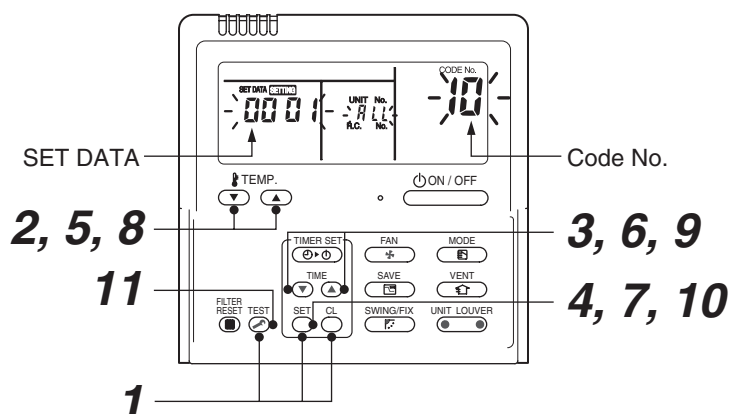 CODE No.
SET DATA SETTING
0001
UNIT No.
ALL
R.C. No.
10
SET DATA
Code No.
TEMP.
ON / OFF
2, 5, 8
3, 6, 9
TIMER SET
FAN
MODE
11
TIME
SAVE
VENT
4, 7, 10
FILTER
RESET
TEST
SET
CL
SWING/FIX
UNIT LOUVER
1